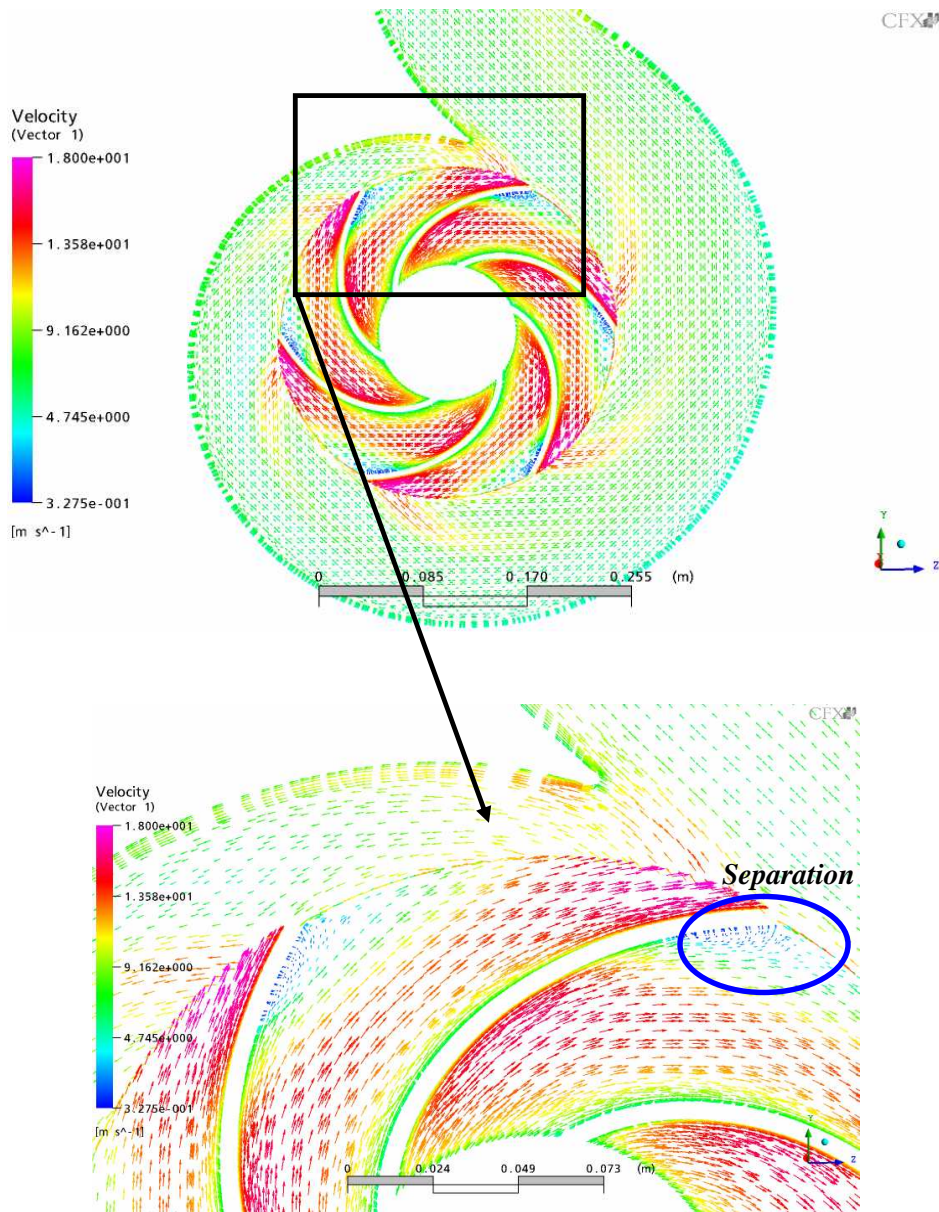 CFX
Velocity
(Vector 1)
1.800e+001
1.358e+001
9.162e+000
4.745e+000
3.275e-001
[m s^-1]
Y
Z
0 0.085 0.170 0.255 (m)
CFX
Velocity
(Vector 1)
1.800e+001
1.358e+001
9.162e+000
4.745e+000
3.275e-001
[m s^-1]
Separation
Y
Z
0 0.024 0.049 0.073 (m)